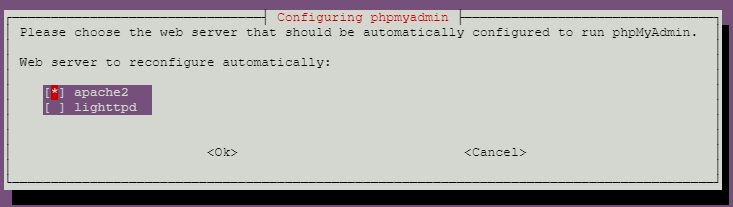 Configuring phpmyadmin
Please choose the web server that should be automatically configured to run phpMyAdmin.
Web server to reconfigure automatically:
[*] apache2
[ ] lighttpd
<Ok> <Cancel>